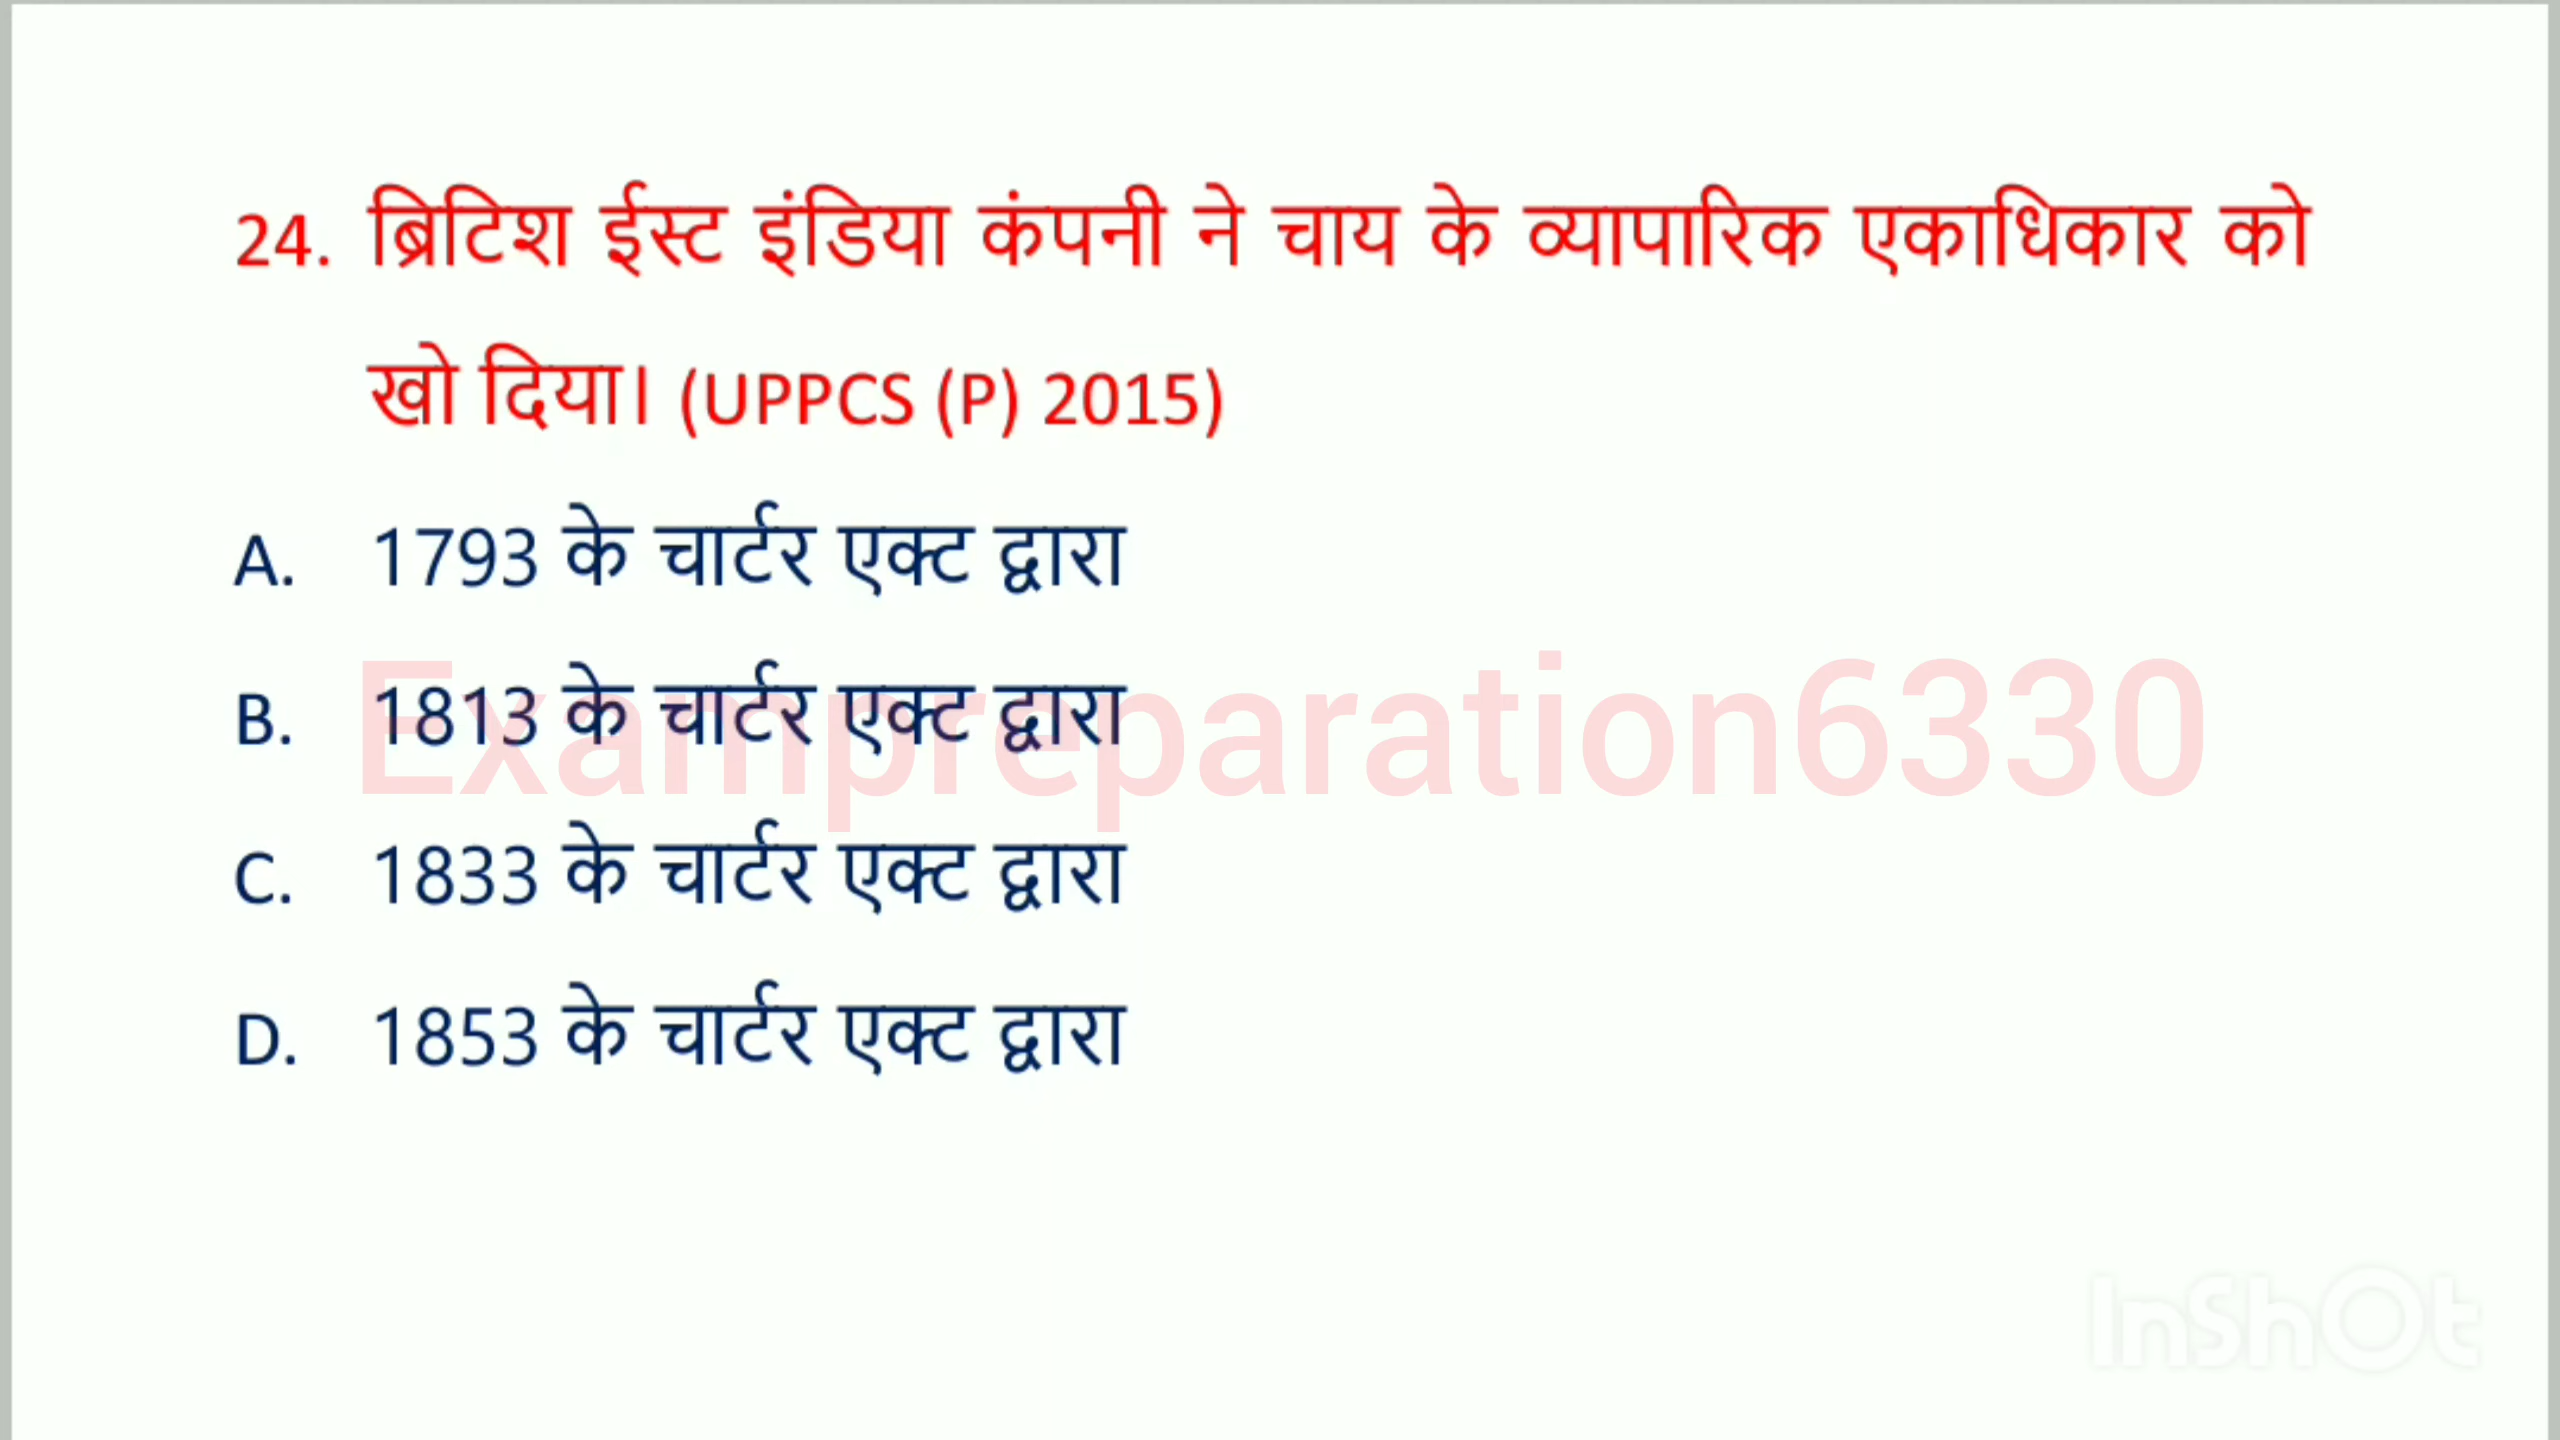 24. ब्रिटिश ईस्ट इंडिया कंपनी ने चाय के व्यापारिक एकाधिकार को
खो दिया। (UPPCS (P) 2015)
A. 1793 के चार्टर एक्ट द्वारा
B. 1813 के चार्टर एक्ट द्वारा
Exampreparation6330
C. 1833 के चार्टर एक्ट द्वारा
D. 1853 के चार्टर एक्ट द्वारा
InShOt